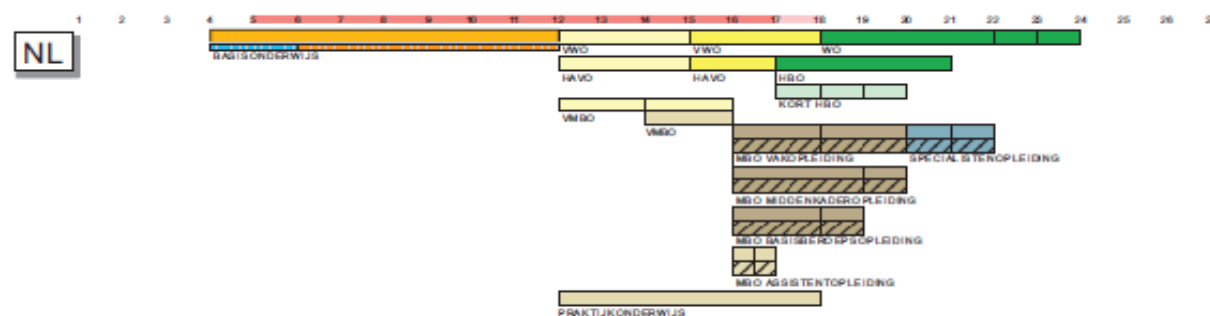 1 2 3 4 5 6 7 8 9 10 11 12 13 14 15 16 17 18 19 20 21 22 23 24 25 26 2
NL
BASISONDERWIJS VWO VWO WO
HAVO HAVO HBO
KORT HBO
VMBO
VMBO
MBO VAKOPLEIDING SPECIALISTENOPLEIDING
MBO MIDDENKADEROPLEIDING
MBO BASISBEROEPSOPLEIDING
MBO ASSISTENTOPLEIDING
PRAKTIJKONDERWIJS